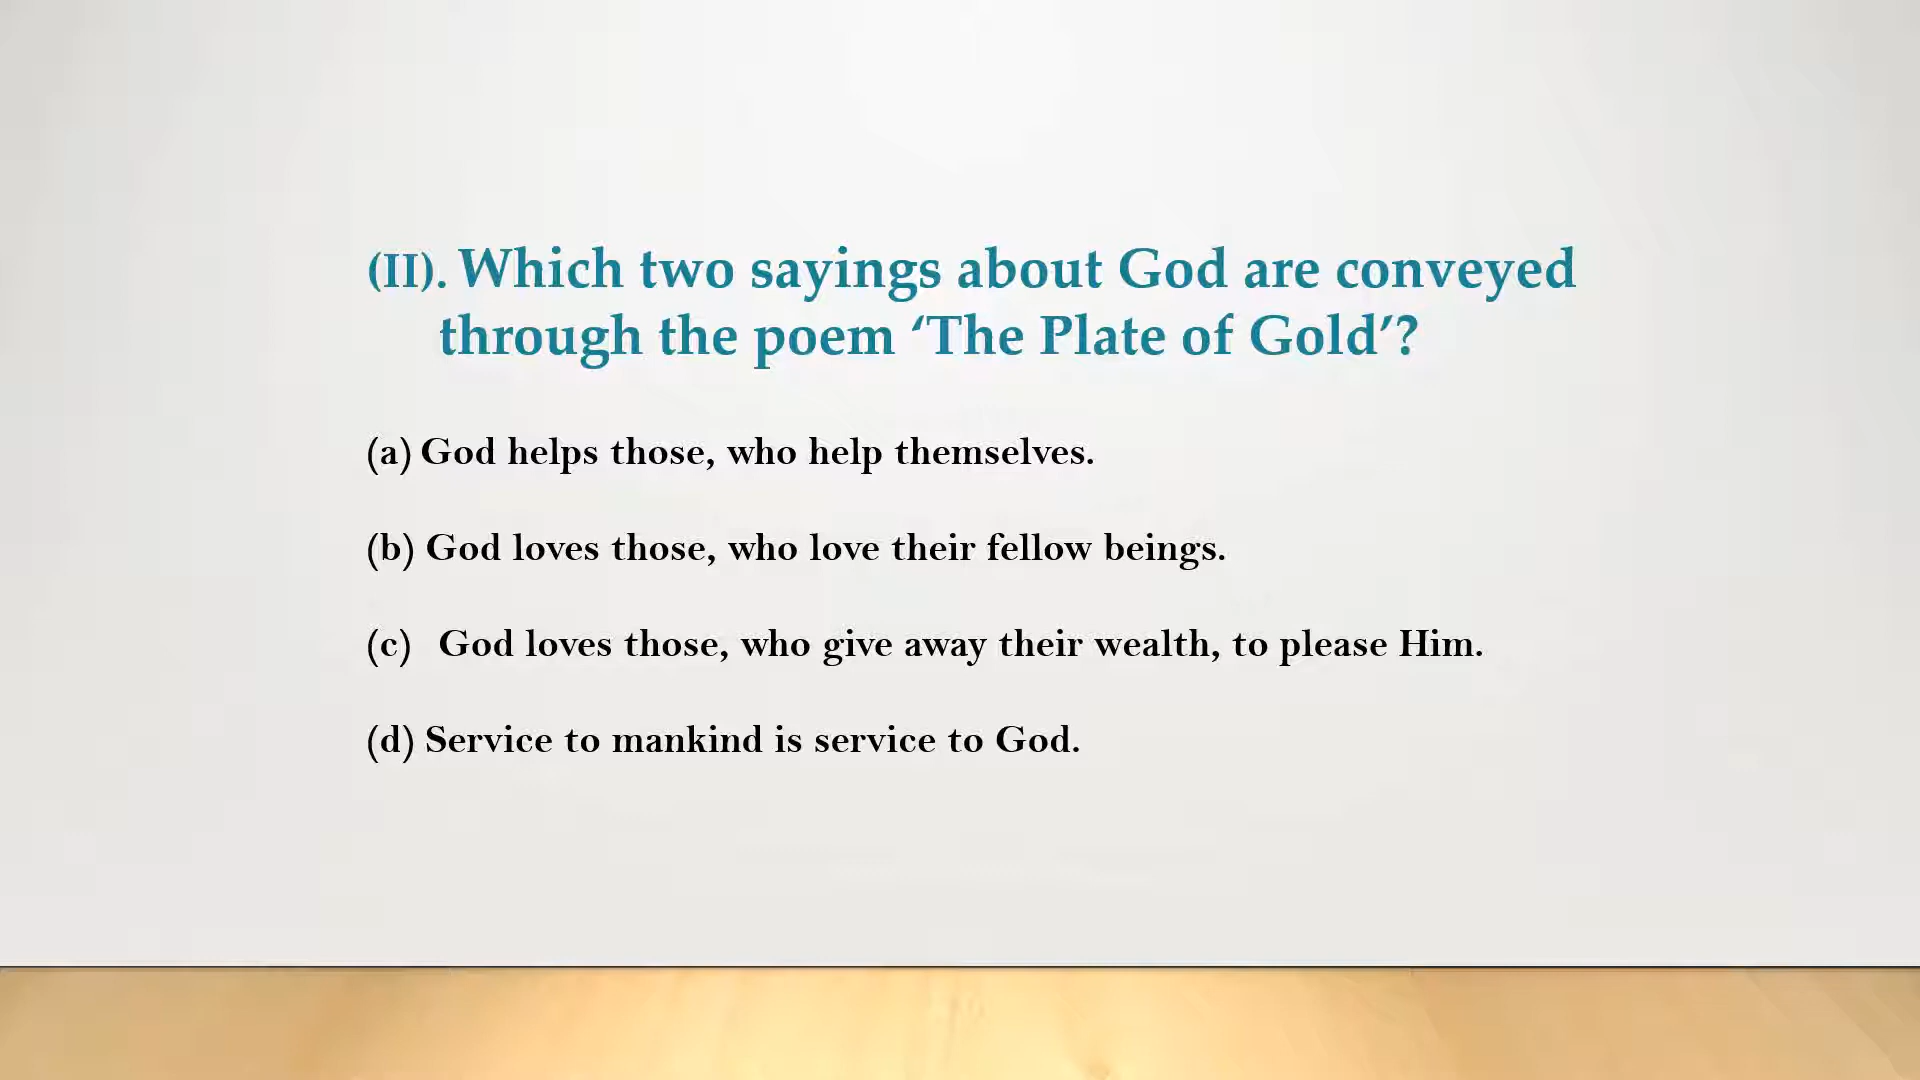 (II). Which two sayings about God are conveyed
through the poem ‘The Plate of Gold’?
(a) God helps those, who help themselves.
(b) God loves those, who love their fellow beings.
(c) God loves those, who give away their wealth, to please Him.
(d) Service to mankind is service to God.